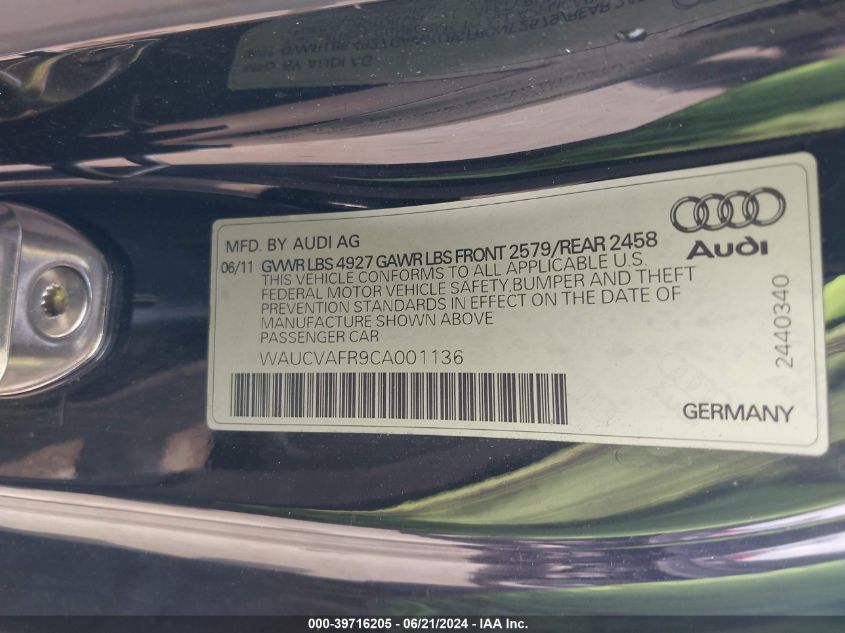 MFD. BY AUDI AG
06/11 GVWR LBS 4927 GAWR LBS FRONT 2579/REAR 2458
THIS VEHICLE CONFORMS TO ALL APPLICABLE U.S.
FEDERAL MOTOR VEHICLE SAFETY,BUMPER AND THEFT
PREVENTION STANDARDS IN EFFECT ON THE DATE OF
MANUFACTURE SHOWN ABOVE
PASSENGER CAR
WAUCVAFR9CA001136
Audi
2440340
GERMANY
000-39716205 - 06/21/2024 - IAAI, Inc.